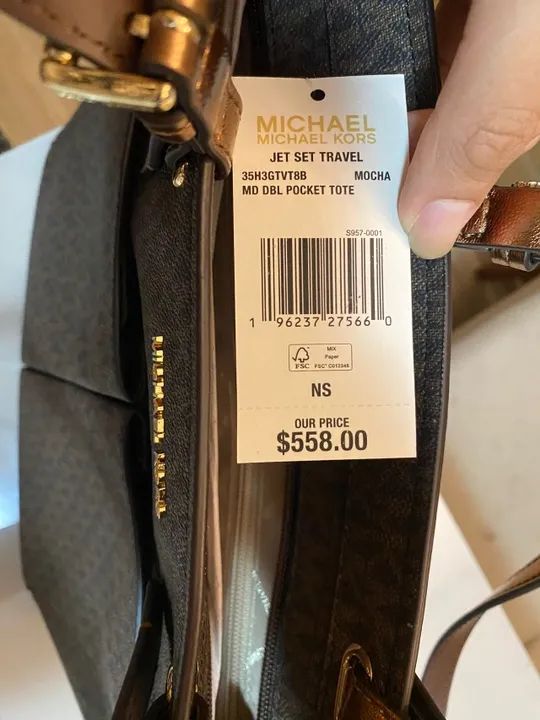 MICHAEL
MICHAEL KORS
JET SET TRAVEL
35H3GTVT8B MOCHA
MD DBL POCKET TOTE
S957-0001
1 96237 27566 0
FSC
MIX
Paper
NS
OUR PRICE
$558.00